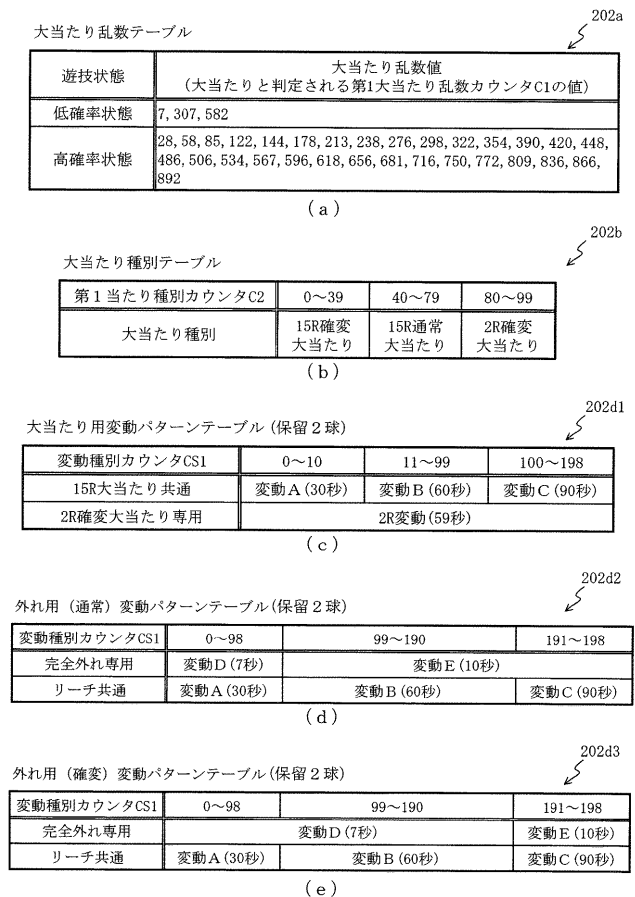 202a
大当たり乱数テーブル
遊技状態 大当たり乱数値
(大当たりと判定される第1大当たり乱数カウンタC1の値)
低確率状態 7, 307, 582
高確率状態 28, 58, 85, 122, 144, 178, 213, 238, 276, 298, 322, 354, 390, 420, 448,
486, 506, 534, 567, 596, 618, 656, 681, 716, 750, 772, 809, 836, 866,
892
(a)
202b
大当たり種別テーブル
第1当たり種別カウンタC2 0～39 40～79 80～99
大当たり種別 15R確変 15R通常 2R確変
大当たり 大当たり 大当たり
(b)
202d1
大当たり用変動パターンテーブル(保留2球)
変動種別カウンタCS1 0～10 11～99 100～198
15R大当たり共通 変動A(30秒) 変動B(60秒) 変動C(90秒)
2R確変大当たり専用 2R変動(59秒)
(c)
202d2
外れ用(通常)変動パターンテーブル(保留2球)
変動種別カウンタCS1 0～98 99～190 191～198
完全外れ専用 変動D(7秒) 変動E(10秒)
リーチ共通 変動A(30秒) 変動B(60秒) 変動C(90秒)
(d)
202d3
外れ用(確変)変動パターンテーブル(保留2球)
変動種別カウンタCS1 0～98 99～190 191～198
完全外れ専用 変動D(7秒) 変動E(10秒)
リーチ共通 変動A(30秒) 変動B(60秒) 変動C(90秒)
(e)